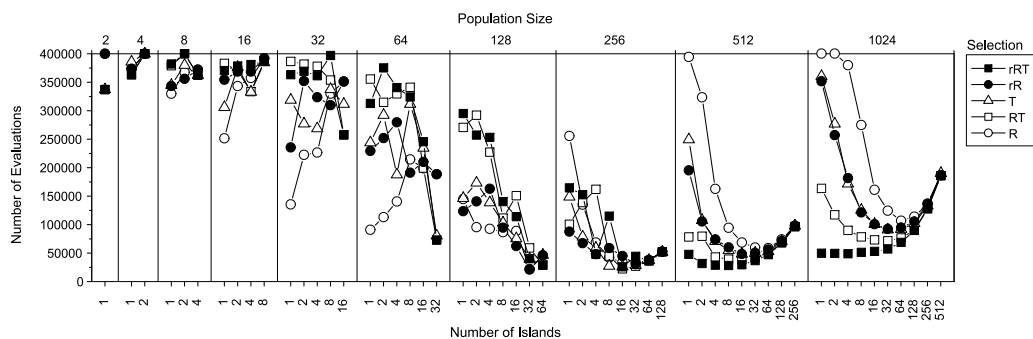 Population Size
2 4 8 16 32 64 128 256 512 1024
Selection
rRT
rR
T
RT
R
Number of Evaluations
400000
350000
300000
250000
200000
150000
100000
50000
0
1 1 2 1 2 4 1 2 4 8 1 2 4 8 16 1 2 4 8 16 32 1 2 4 8 16 32 64 1 2 4 8 16 32 64 128 1 2 4 8 16 32 64 128 256 1 2 4 8 16 32 64 128 256 512
Number of Islands